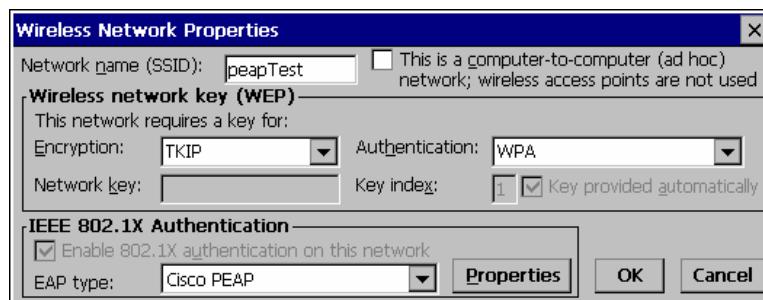 Wireless Network Properties
Network name (SSID): peapTest
This is a computer-to-computer (ad hoc)
network; wireless access points are not used
Wireless network key (WEP)
This network requires a key for:
Encryption: TKIP Authentication: WPA
Network key: Key index: 1 Key provided automatically
IEEE 802.1X Authentication
Enable 802.1X authentication on this network
EAP type: Cisco PEAP Properties OK Cancel